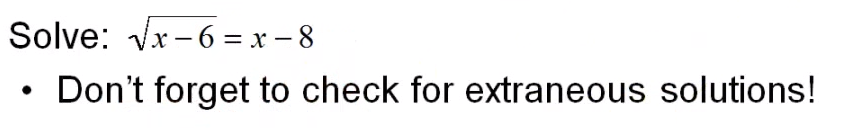 Solve: √x − 6 = x − 8
• Don't forget to check for extraneous solutions!